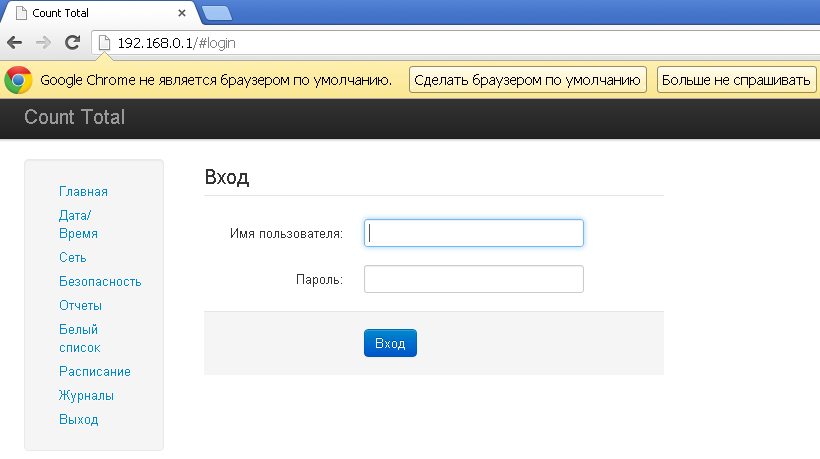 Count Total
192.168.0.1/#login
Google Chrome не является браузером по умолчанию. Сделать браузером по умолчанию Больше не спрашивать
Count Total
Главная
Дата/
Время
Сеть
Безопасность
Отчеты
Белый
список
Расписание
Журналы
Выход
Вход
Имя пользователя:
Пароль:
Вход